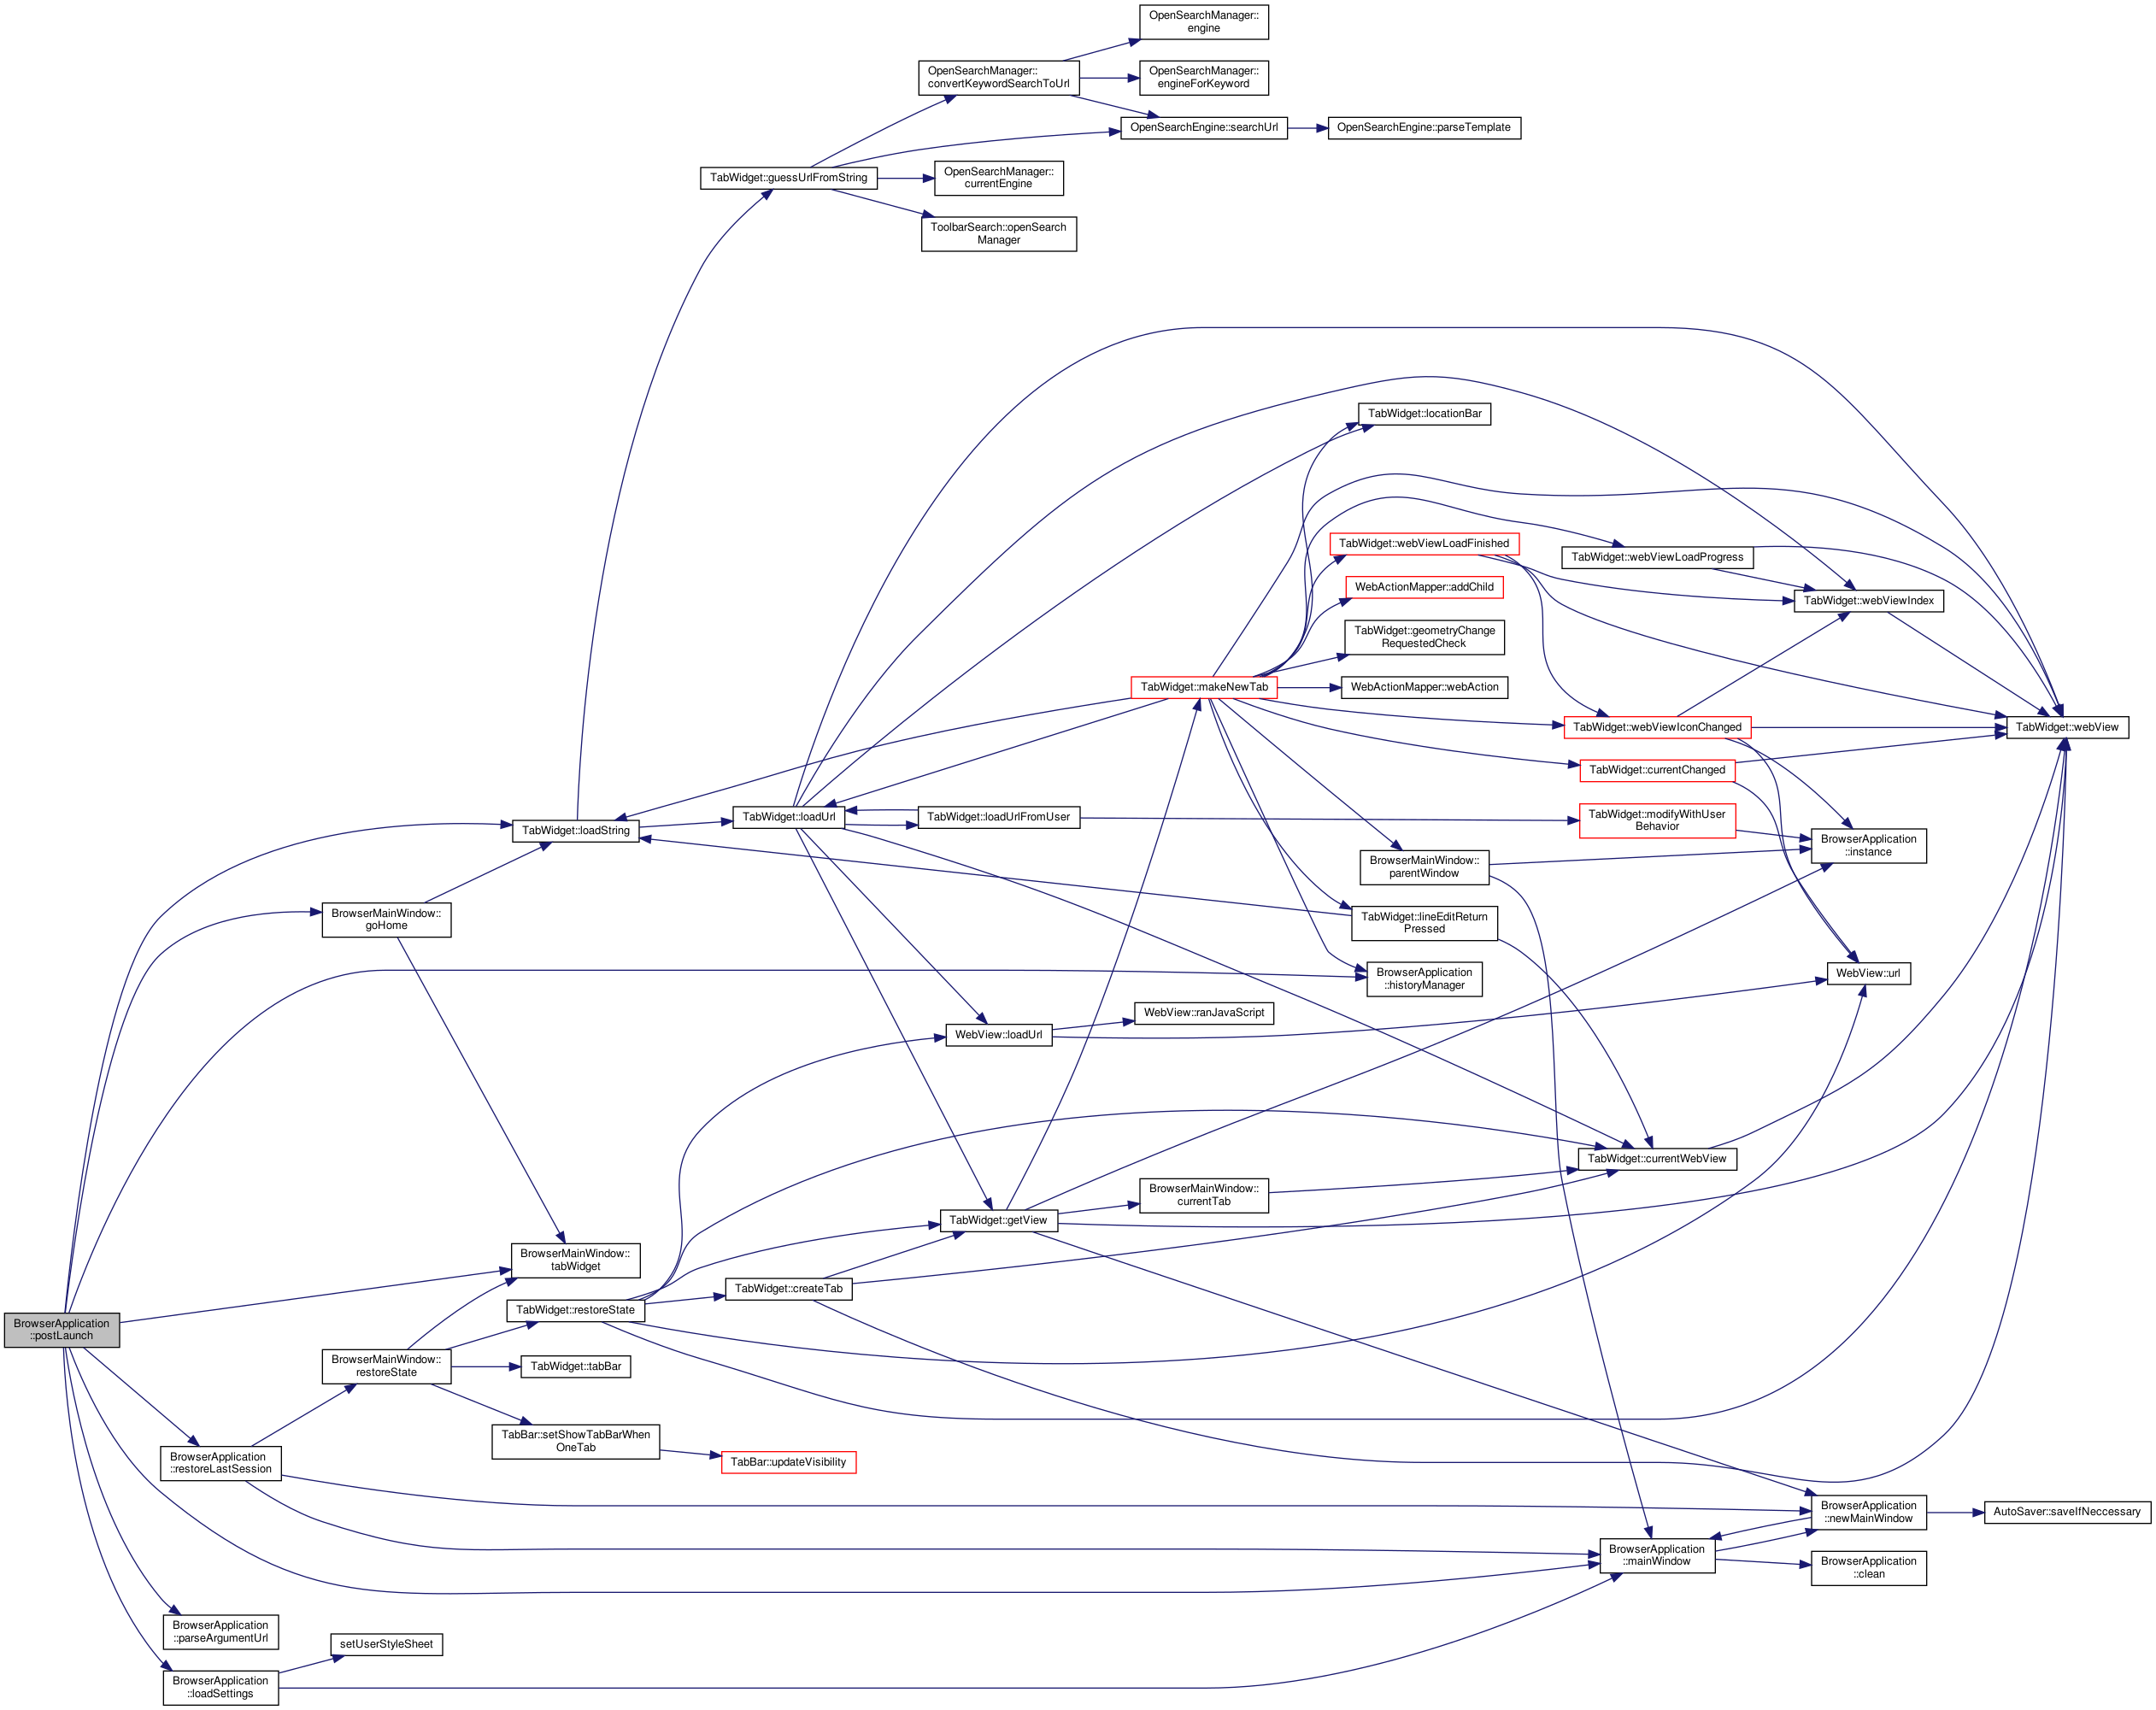 OpenSearchManager::
engine
OpenSearchManager::
convertKeywordSearchToUrl
OpenSearchManager::
engineForKeyword
OpenSearchEngine::searchUrl
OpenSearchEngine::parseTemplate
TabWidget::guessUrlFromString
OpenSearchManager::
currentEngine
ToolbarSearch::openSearch
Manager
TabWidget::locationBar
TabWidget::webViewLoadFinished
TabWidget::webViewLoadProgress
WebActionMapper::addChild
TabWidget::webViewIndex
TabWidget::geometryChange
RequestedCheck
TabWidget::makeNewTab
WebActionMapper::webAction
TabWidget::webViewIconChanged
TabWidget::webView
TabWidget::currentChanged
TabWidget::loadString
TabWidget::loadUrl
TabWidget::loadUrlFromUser
TabWidget::modifyWithUser
Behavior
BrowserApplication
::instance
BrowserMainWindow::
parentWindow
BrowserMainWindow::
goHome
TabWidget::lineEditReturn
Pressed
BrowserApplication
::historyManager
WebView::url
WebView::ranJavaScript
WebView::loadUrl
TabWidget::currentWebView
BrowserMainWindow::
currentTab
TabWidget::getView
BrowserMainWindow::
tabWidget
TabWidget::createTab
TabWidget::restoreState
BrowserApplication
::postLaunch
BrowserMainWindow::
restoreState
TabWidget::tabBar
TabBar::setShowTabBarWhen
OneTab
TabBar::updateVisibility
BrowserApplication
::restoreLastSession
BrowserApplication
::newMainWindow
AutoSaver::saveIfNeccessary
BrowserApplication
::mainWindow
BrowserApplication
::clean
BrowserApplication
::parseArgumentUrl
setUserStyleSheet
BrowserApplication
::loadSettings